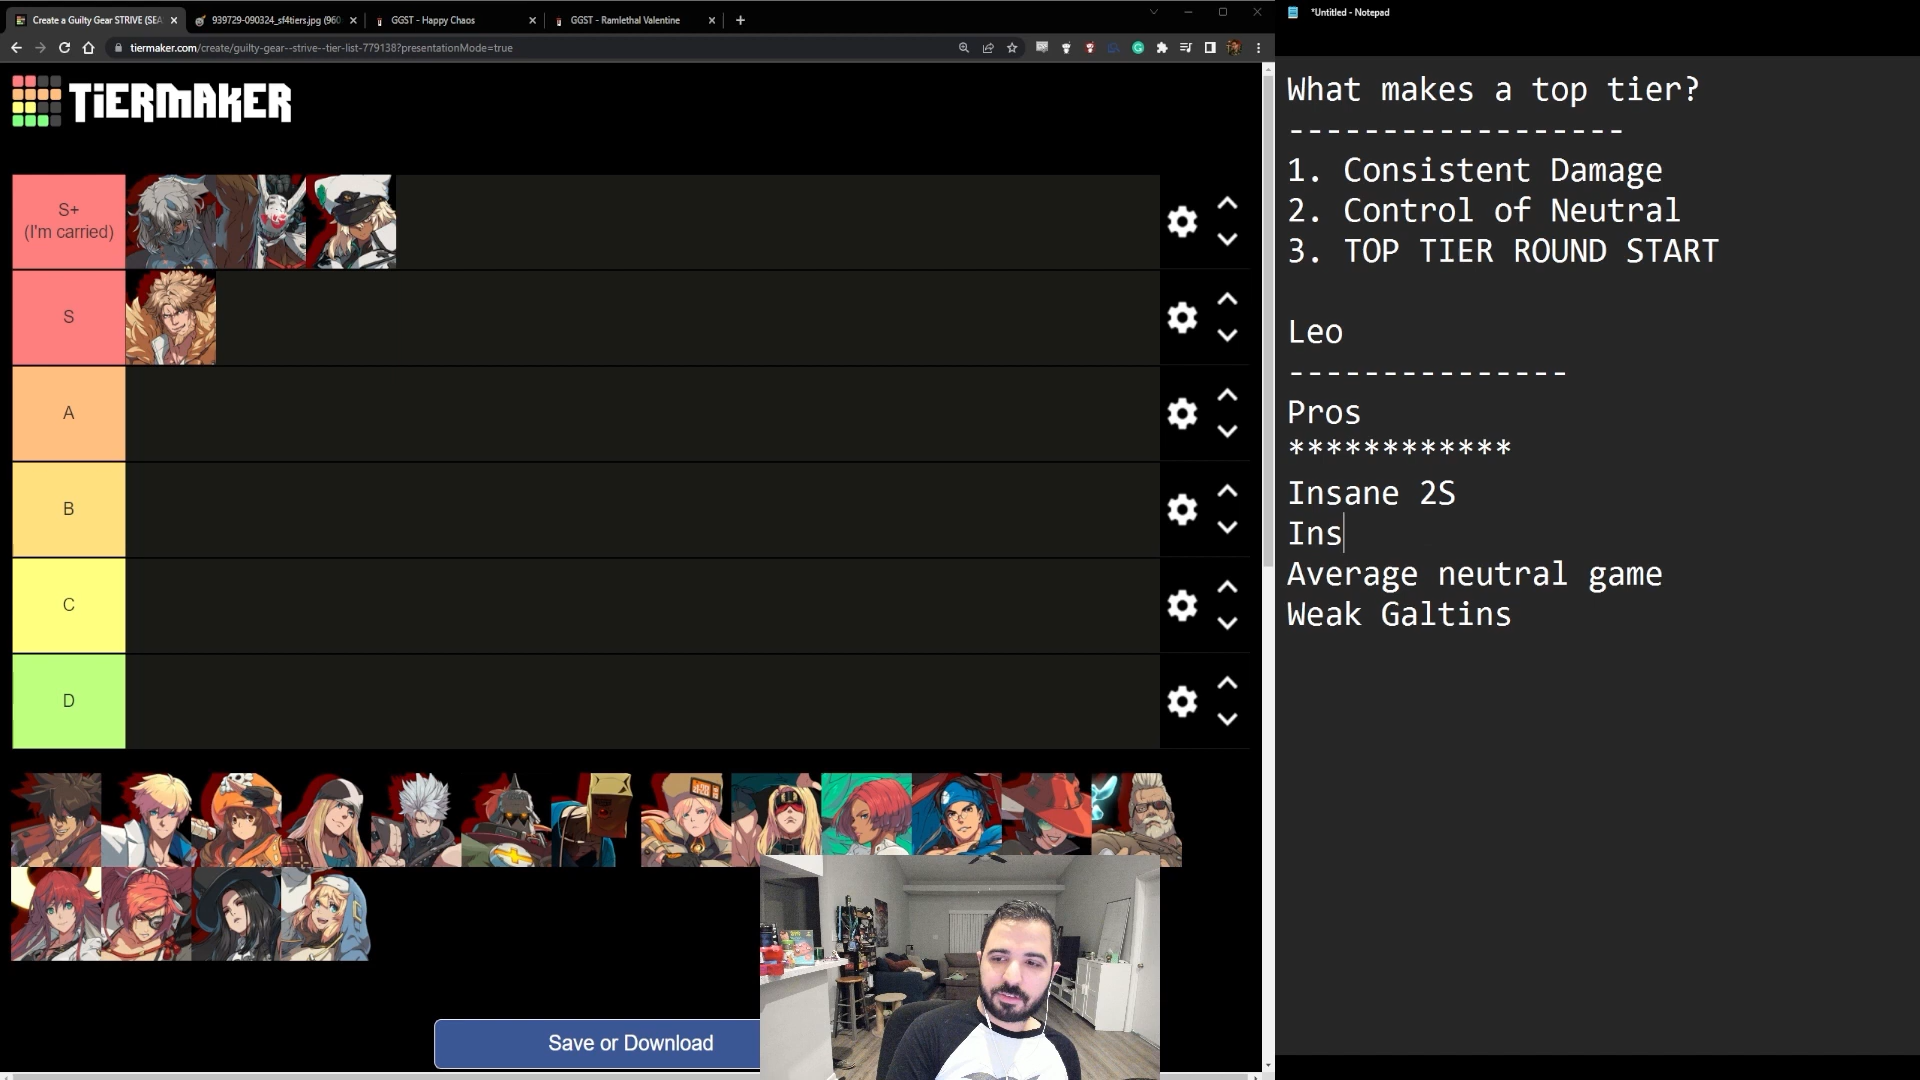 Create a Guilty Gear STRIVE (SEA
939729-090324_sf4tiers.jpg (960
GGST - Happy Chaos
GGST - Ramlethal Valentine
*Untitled - Notepad
tiermaker.com/create/guilty-gear--strive--tier-list-779138?presentationMode=true
TiERMAKER
S+
(I'm carried)
S
A
B
C
D
Save or Download
What makes a top tier?
------------------
1. Consistent Damage
2. Control of Neutral
3. TOP TIER ROUND START
Leo
---------------
Pros
************
Insane 2S
Ins
Average neutral game
Weak Galtins